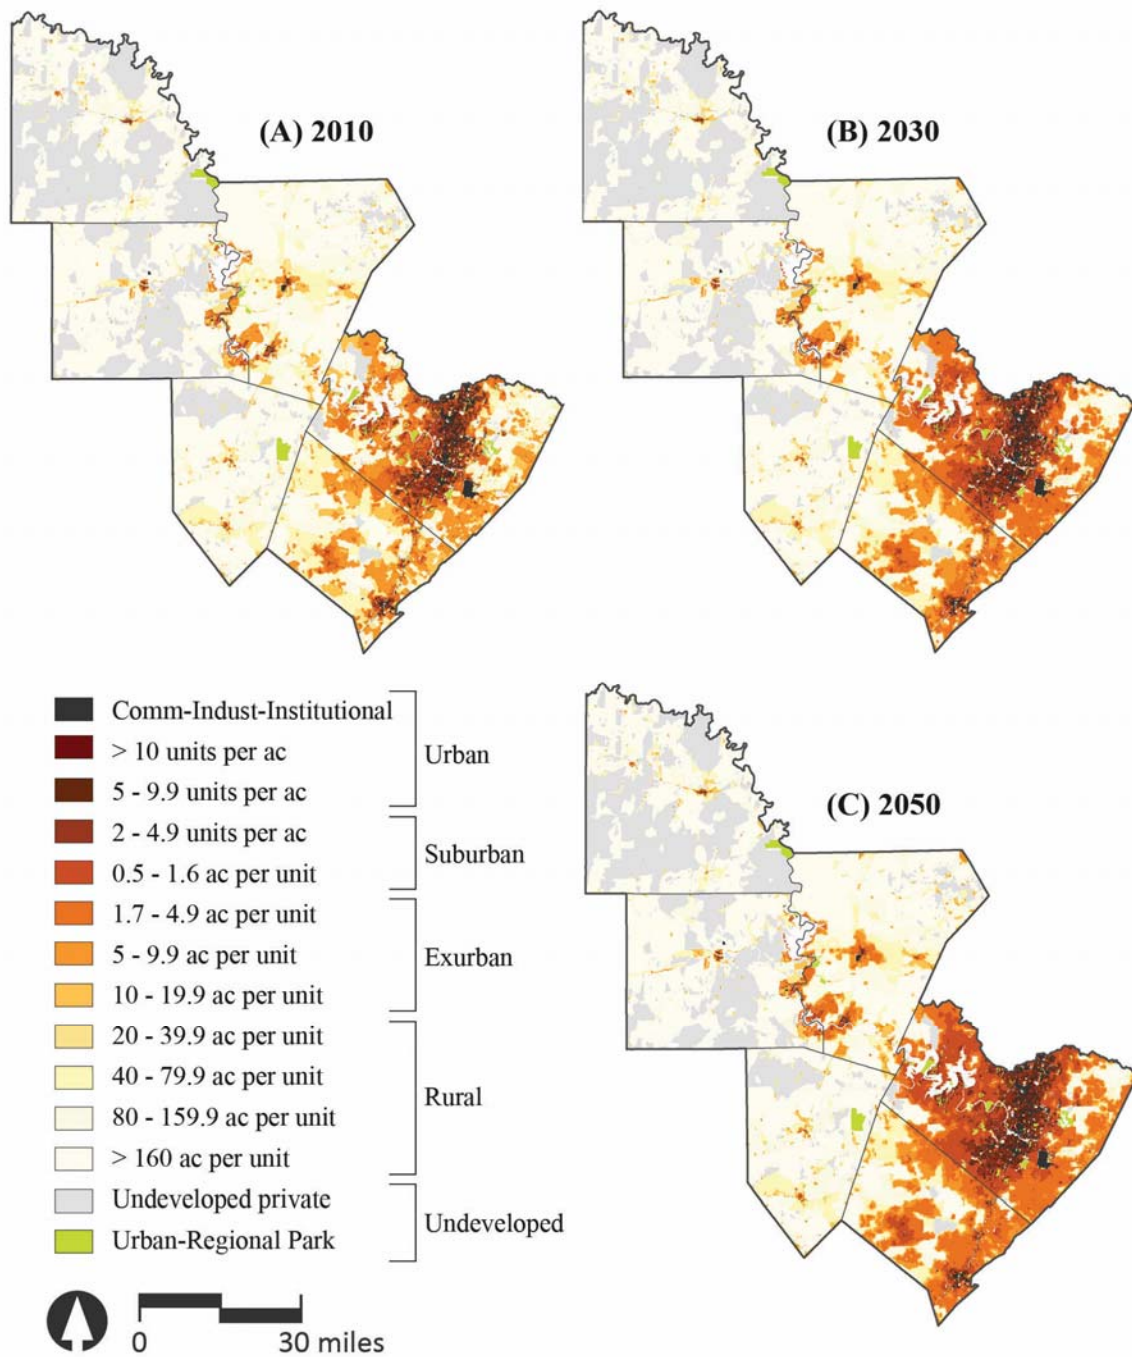 (A) 2010
(B) 2030
Comm-Indust-Institutional
> 10 units per ac
5 - 9.9 units per ac
Urban
2 - 4.9 units per ac
0.5 - 1.6 ac per unit
Suburban
1.7 - 4.9 ac per unit
5 - 9.9 ac per unit
10 - 19.9 ac per unit
Exurban
20 - 39.9 ac per unit
40 - 79.9 ac per unit
80 - 159.9 ac per unit
> 160 ac per unit
Rural
Undeveloped private
Urban-Regional Park
Undeveloped
0 30 miles
(C) 2050